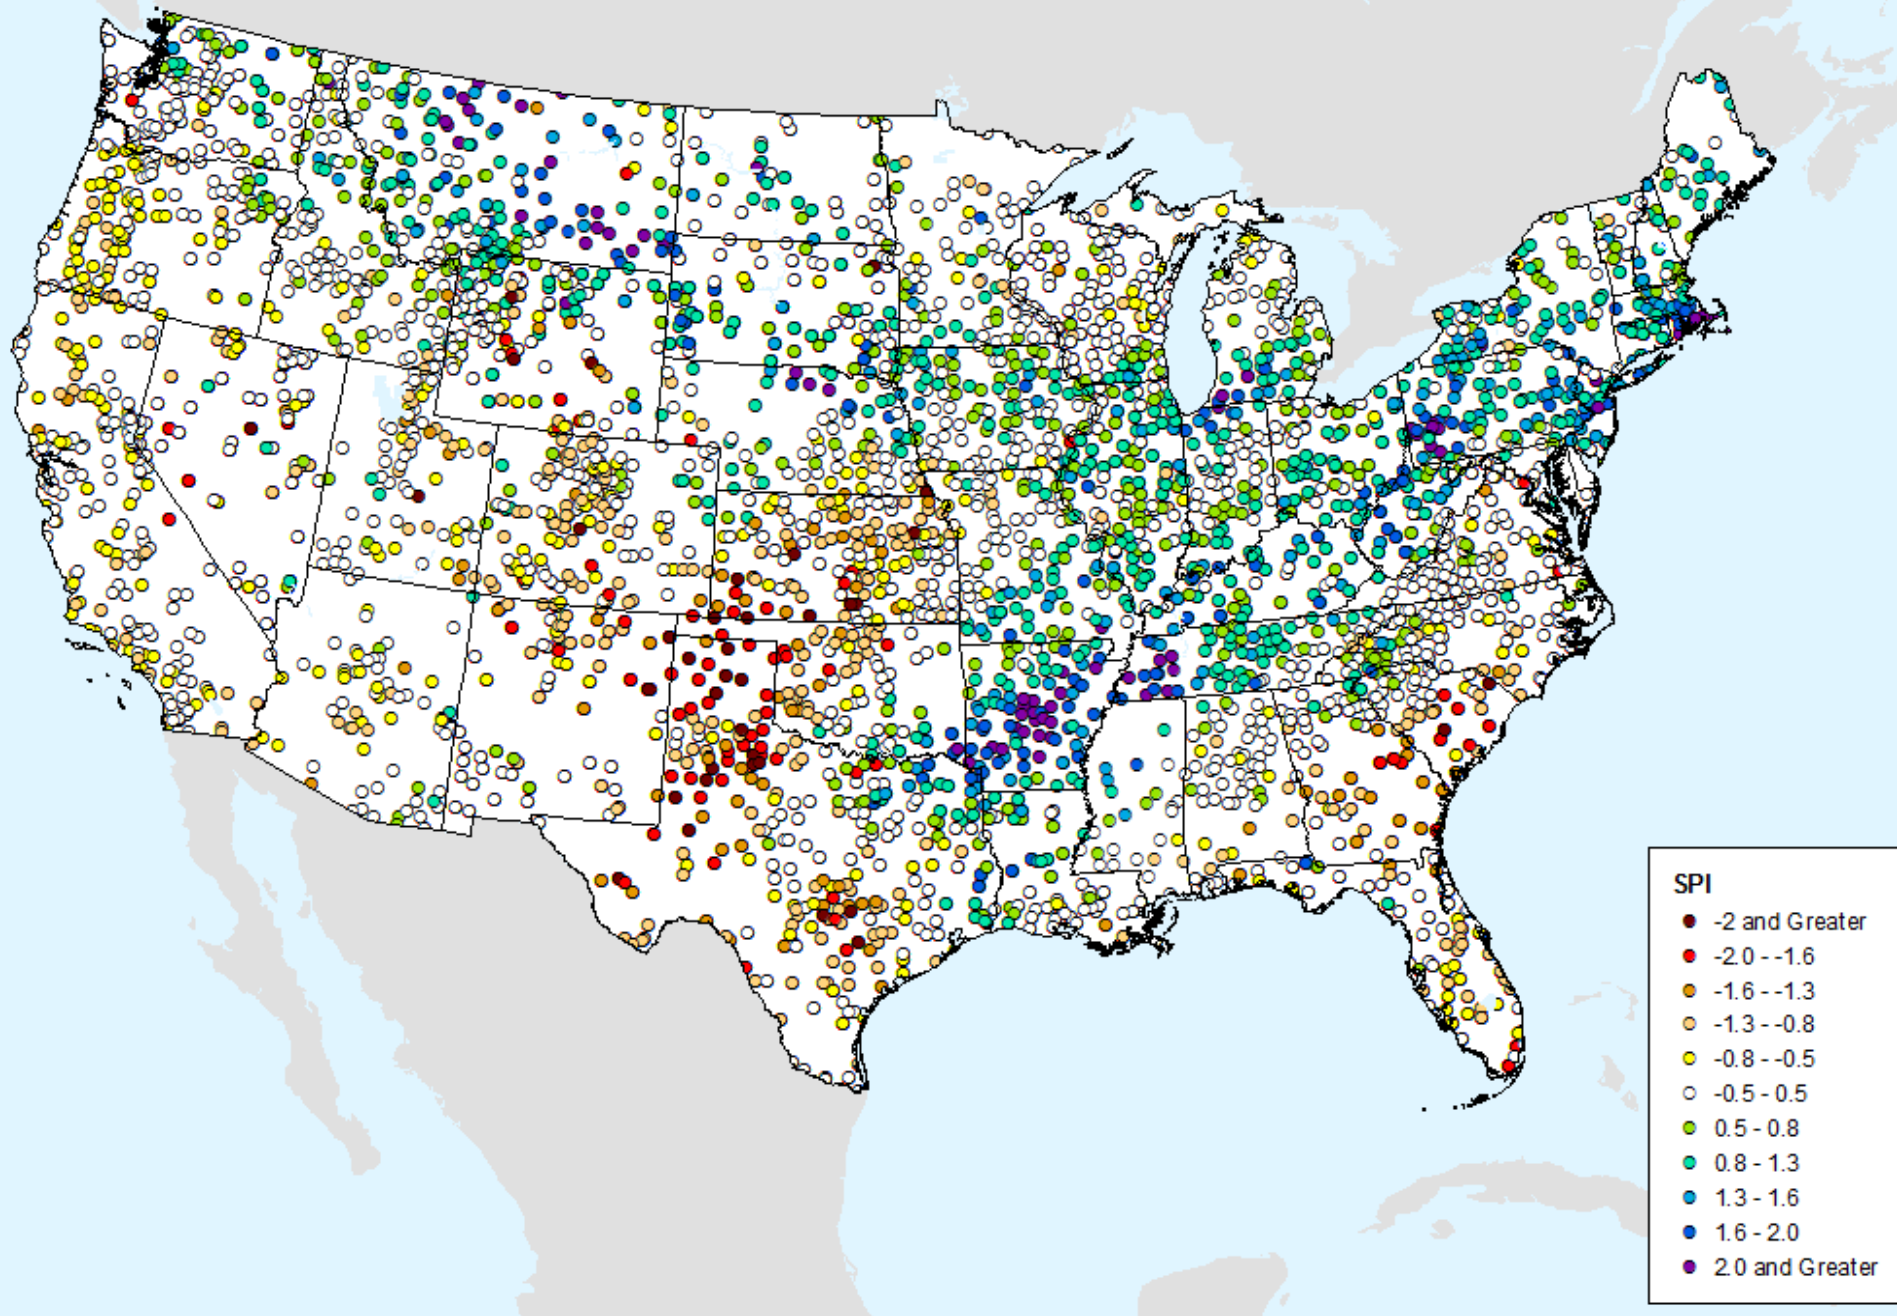 SPI
-2 and Greater
-2.0 - -1.6
-1.6 - -1.3
-1.3 - -0.8
-0.8 - -0.5
-0.5 - 0.5
0.5 - 0.8
0.8 - 1.3
1.3 - 1.6
1.6 - 2.0
2.0 and Greater